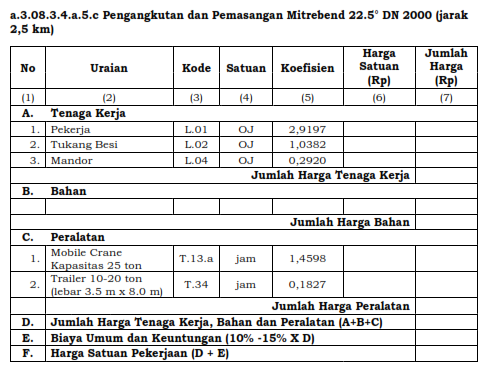 a.3.08.3.4.a.5.c Pengangkutan dan Pemasangan Mitrebend 22.5° DN 2000 (jarak
2,5 km)
No Uraian Kode Satuan Koefisien Harga Satuan (Rp) Jumlah Harga (Rp)
(1) (2) (3) (4) (5) (6) (7)
A. Tenaga Kerja
1. Pekerja L.01 OJ 2,9197
2. Tukang Besi L.02 OJ 1,0382
3. Mandor L.04 OJ 0,2920
Jumlah Harga Tenaga Kerja
B. Bahan
Jumlah Harga Bahan
C. Peralatan
1. Mobile Crane Kapasitas 25 ton T.13.a jam 1,4598
2. Trailer 10-20 ton (lebar 3.5 m x 8.0 m) T.34 jam 0,1827
Jumlah Harga Peralatan
D. Jumlah Harga Tenaga Kerja, Bahan dan Peralatan (A+B+C)
E. Biaya Umum dan Keuntungan (10% -15% X D)
F. Harga Satuan Pekerjaan (D + E)